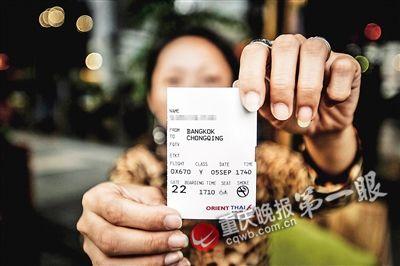 NAME
FROM BANGKOK
TO CHONGQING
FQTV
ETKT
FLIGHT CLASS DATE TIME
OX670 Y 05SEP 1740
GATE BOARDING TIME SEAT SMOKE
22 1710 6A
ORIENT THAI
重庆晚报 第一眼
cqwb.com.cn